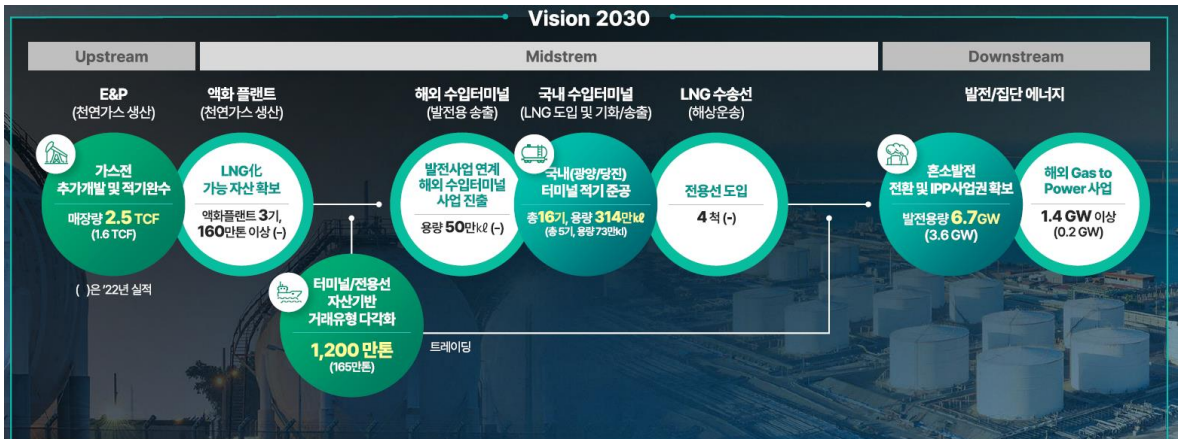 Vision 2030
Upstream
Midstrem
Downstream
E&P
(천연가스 생산)
액화 플랜트
(천연가스 생산)
해외 수입터미널
(발전용 송출)
국내 수입터미널
(LNG 도입 및 기화/송출)
LNG 수송선
(해상운송)
발전/집단 에너지
가스전
추가개발 및 적기완수
매장량 2.5 TCF
(1.6 TCF)
LNG化
가능 자산 확보
액화플랜트 3기,
160만톤 이상 (-)
발전사업 연계
해외 수입터미널
사업 진출
용량 50만㎘ (-)
국내(광양/당진)
터미널 적기 준공
총16기, 용량 314만㎘
(총 5기, 용량 73만kl)
전용선 도입
4 척 (-)
혼소발전
전환 및 IPP사업권 확보
발전용량 6.7GW
(3.6 GW)
해외 Gas to
Power 사업
1.4 GW 이상
(0.2 GW)
( )은 '22년 실적
터미널/전용선
자산기반
거래유형 다각화
1,200 만톤
(165만톤)
트레이딩